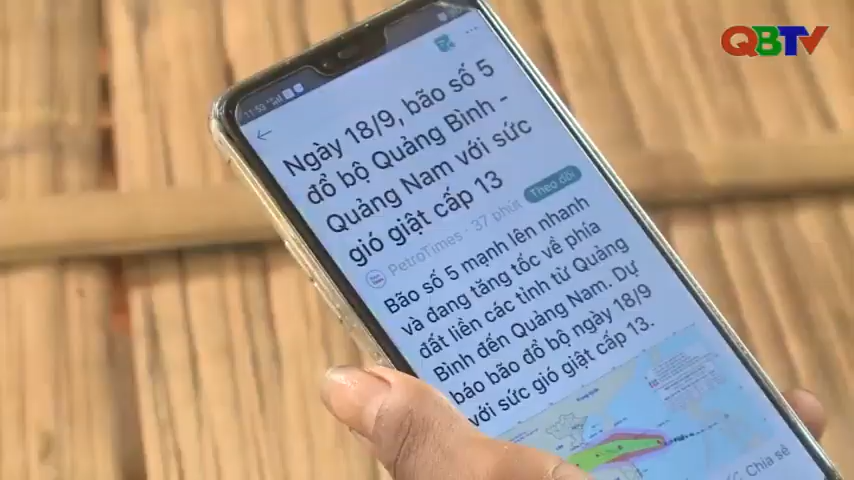 QBTV
11:53
Ngày 18/9, bão số 5
đổ bộ Quảng Bình -
Quảng Nam với sức
gió giật cấp 13
PetroTimes · 37 phút
Theo dõi
Bão số 5 mạnh lên nhanh
và đang tăng tốc về phía
đất liền các tỉnh từ Quảng
Bình đến Quảng Nam. Dự
báo bão đổ bộ ngày 18/9
với sức gió giật cấp 13.
Chia sẻ